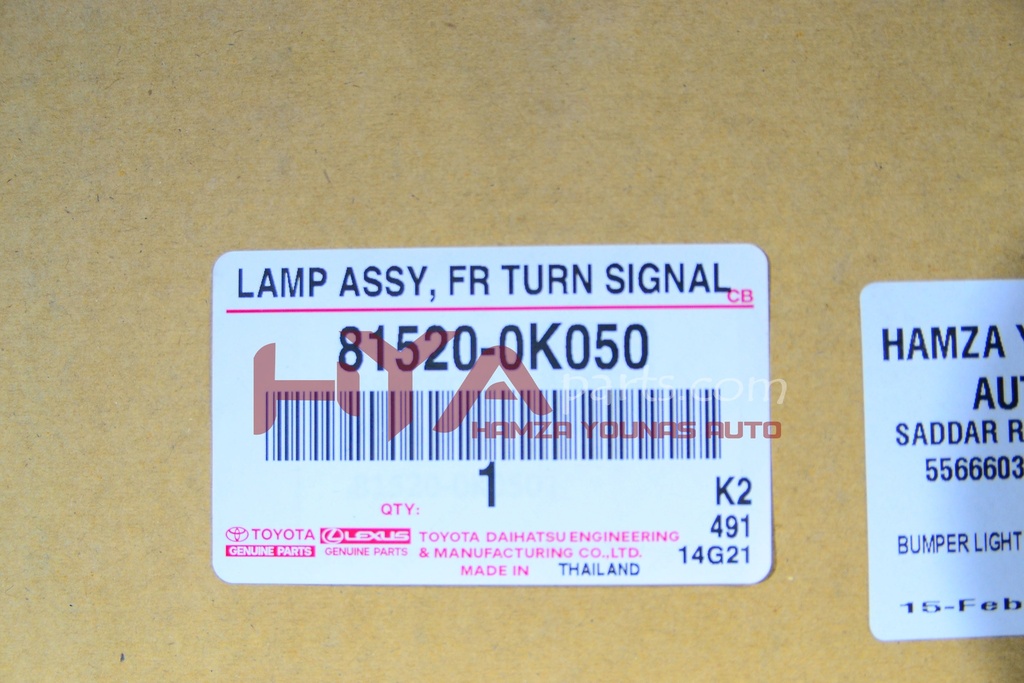 LAMP ASSY, FR TURN SIGNAL
CB
81520-0K050
HYA parts.com
HAMZA YOUNAS AUTO
1
QTY:
K2
491
14G21
TOYOTA
GENUINE PARTS
LEXUS
GENUINE PARTS
TOYOTA DAIHATSU ENGINEERING
& MANUFACTURING CO.,LTD.
MADE IN THAILAND
HAMZA
AU
SADDAR R
5566603
BUMPER LIGHT
15-Feb